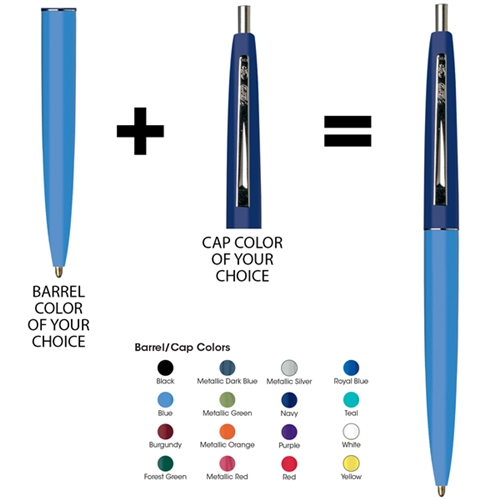 CAP COLOR
OF YOUR
CHOICE
BARREL
COLOR
OF YOUR
CHOICE
Barrel/Cap Colors
Black
Metallic Dark Blue
Metallic Silver
Royal Blue
Blue
Metallic Green
Navy
Teal
Burgundy
Metallic Orange
Purple
White
Forest Green
Metallic Red
Red
Yellow